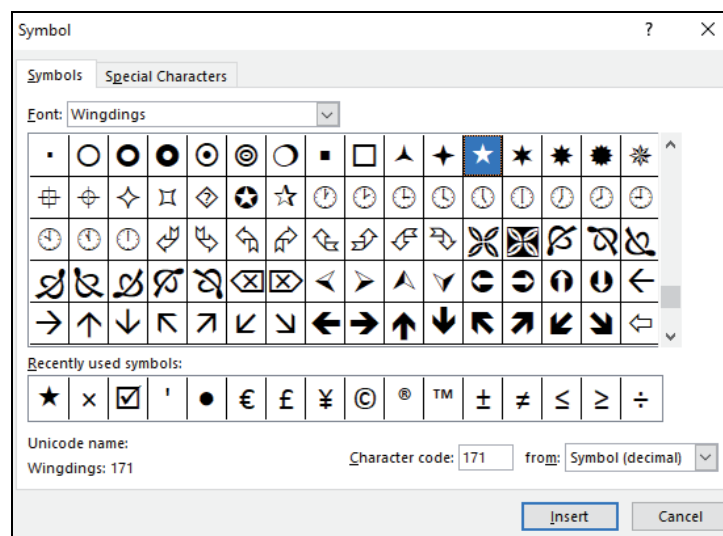 Symbol ? ×
Symbols Special Characters
Font: Wingdings
Recently used symbols:
★ × ☑ ' ● € £ ¥ © ® ™ ± ≠ ≤ ≥ ÷
Unicode name:
Wingdings: 171
Character code: 171 from: Symbol (decimal)
Insert Cancel